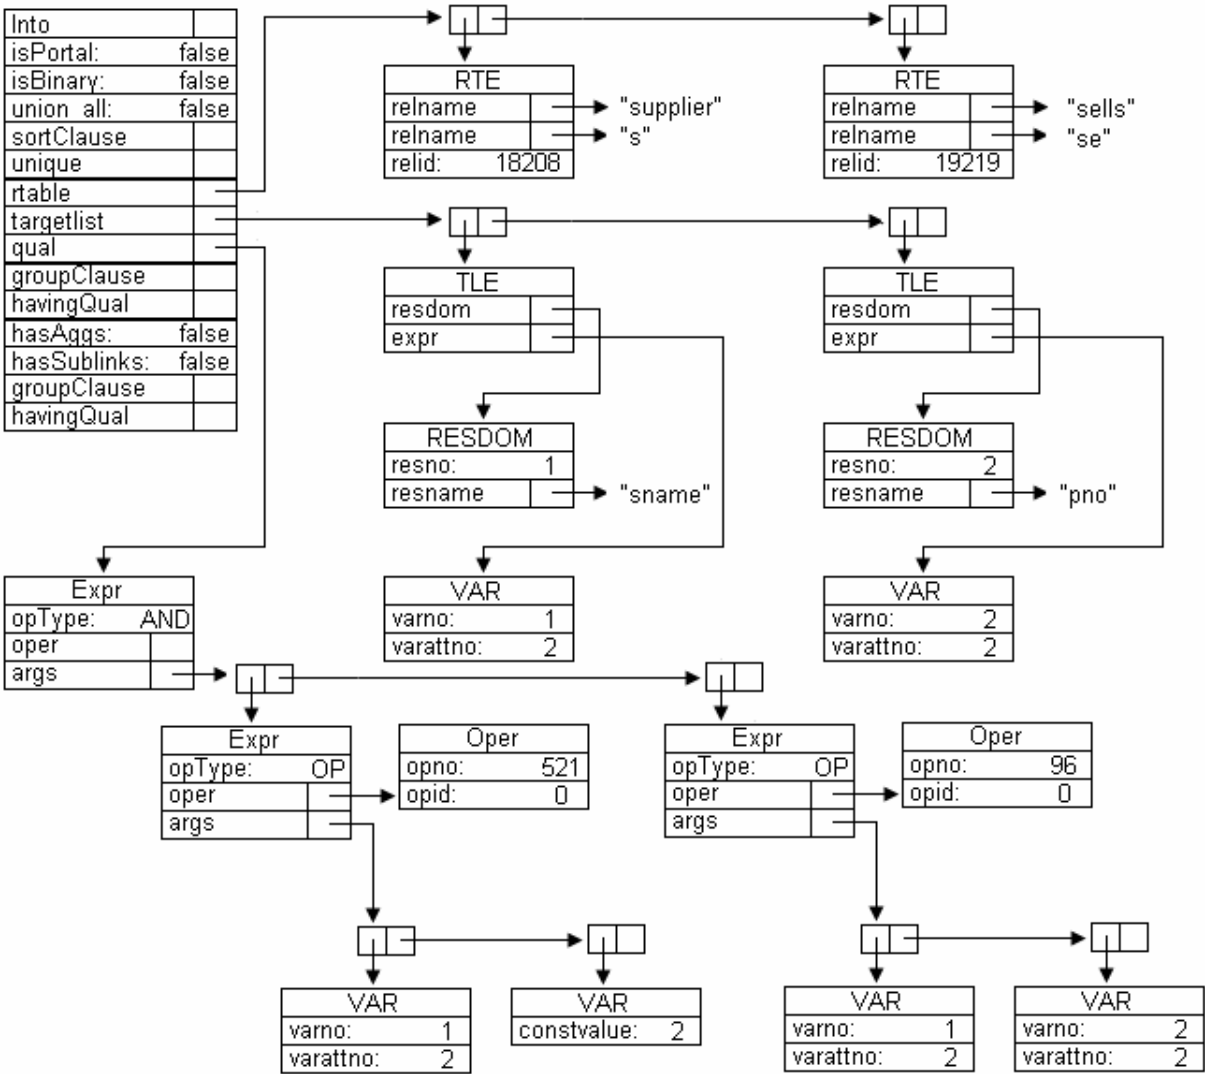 Into
isPortal: false
isBinary: false
union all: false
sortClause
unique
rtable
targetlist
qual
groupClause
havingQual
hasAggs: false
hasSublinks: false
groupClause
havingQual
RTE
relname "supplier"
relname "s"
relid: 18208
RTE
relname "sells"
relname "se"
relid: 19219
TLE
resdom
expr
TLE
resdom
expr
RESDOM
resno: 1
resname "sname"
RESDOM
resno: 2
resname "pno"
VAR
varno: 1
varattno: 2
VAR
varno: 2
varattno: 2
Expr
opType: AND
oper
args
Expr
opType: OP
oper
args
Oper
opno: 521
opid: 0
Expr
opType: OP
oper
args
Oper
opno: 96
opid: 0
VAR
varno: 1
varattno: 2
VAR
constvalue: 2
VAR
varno: 1
varattno: 2
VAR
varno: 2
varattno: 2